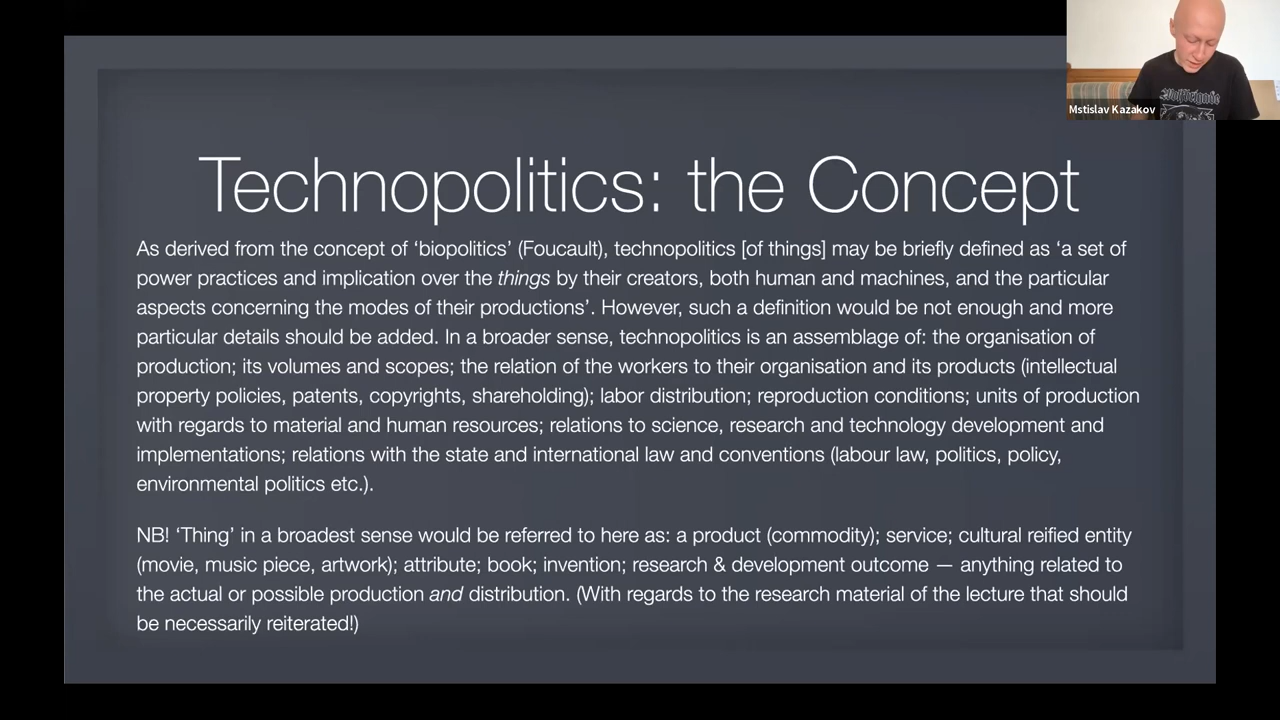 Technopolitics: the Concept
As derived from the concept of ‘biopolitics’ (Foucault), technopolitics [of things] may be briefly defined as ‘a set of
power practices and implication over the things by their creators, both human and machines, and the particular
aspects concerning the modes of their productions’. However, such a definition would be not enough and more
particular details should be added. In a broader sense, technopolitics is an assemblage of: the organisation of
production; its volumes and scopes; the relation of the workers to their organisation and its products (intellectual
property policies, patents, copyrights, shareholding); labor distribution; reproduction conditions; units of production
with regards to material and human resources; relations to science, research and technology development and
implementations; relations with the state and international law and conventions (labour law, politics, policy,
environmental politics etc.).
NB! ‘Thing’ in a broadest sense would be referred to here as: a product (commodity); service; cultural reified entity
(movie, music piece, artwork); attribute; book; invention; research & development outcome — anything related to
the actual or possible production and distribution. (With regards to the research material of the lecture that should
be necessarily reiterated!)
Wolfbrigade
Mstislav Kazakov